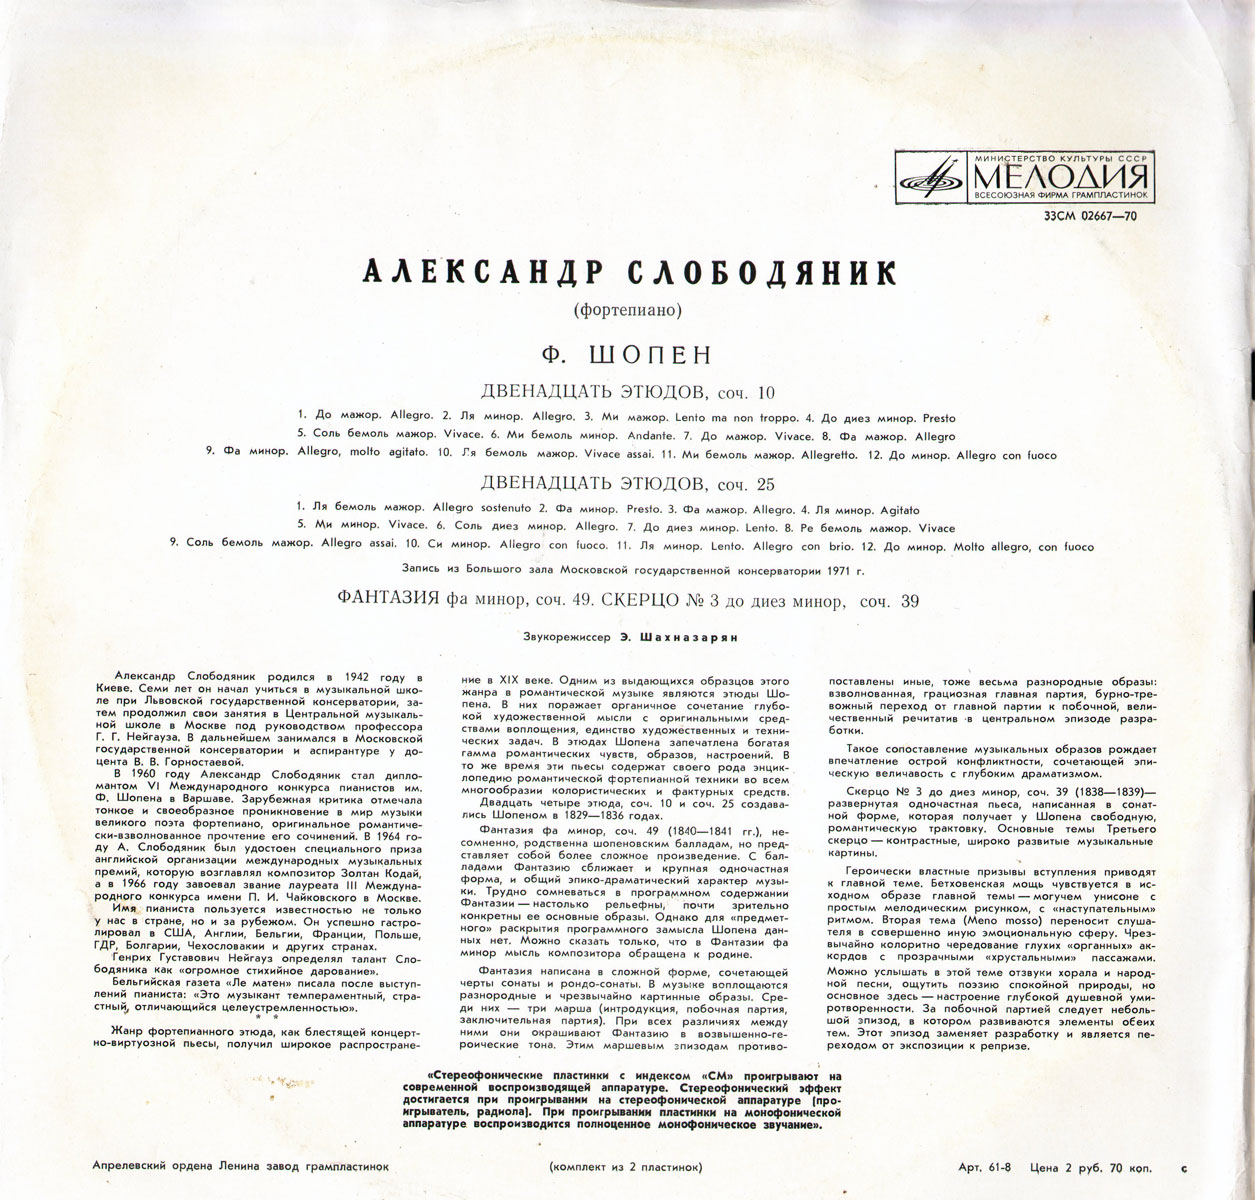 МИНИСТЕРСТВО КУЛЬТУРЫ СССР
МЕЛОДИЯ
ВСЕСОЮЗНАЯ ФИРМА ГРАМПЛАСТИНОК
33СМ 02667—70
АЛЕКСАНДР СЛОБОДЯНИК
(фортепиано)
Ф. ШОПЕН
ДВЕНАДЦАТЬ ЭТЮДОВ, соч. 10
1. До мажор. Allegro. 2. Ля минор. Allegro. 3. Ми мажор. Lento ma non troppo. 4. До диез минор. Presto
5. Соль бемоль мажор. Vivace. 6. Ми бемоль минор. Andante. 7. До мажор. Vivace. 8. Фа мажор. Allegro
9. Фа минор. Allegro, molto agitato. 10. Ля бемоль мажор. Vivace assai. 11. Ми бемоль мажор. Allegretto. 12. До минор. Allegro con fuoco
ДВЕНАДЦАТЬ ЭТЮДОВ, соч. 25
1. Ля бемоль мажор. Allegro sostenuto 2. Фа минор. Presto. 3. Фа мажор. Allegro. 4. Ля минор. Agitato
5. Ми минор. Vivace. 6. Соль диез минор. Allegro. 7. До диез минор. Lento. 8. Ре бемоль мажор. Vivace
9. Соль бемоль мажор. Allegro assai. 10. Си минор. Allegro con fuoco. 11. Ля минор. Lento. Allegro con brio. 12. До минор. Molto allegro, con fuoco
Запись из Большого зала Московской государственной консерватории 1971 г.
ФАНТАЗИЯ фа минор, соч. 49. СКЕРЦО № 3 до диез минор, соч. 39
Звукорежиссер Э. Шахназарян
Александр Слободяник родился в 1942 году в
Киеве. Семи лет он начал учиться в музыкальной шко-
ле при Львовской государственной консерватории, за-
тем продолжил свои занятия в Центральной музыкаль-
ной школе в Москве под руководством профессора
Г. Г. Нейгауза. В дальнейшем занимался в Московской
государственной консерватории и аспирантуре у до-
цента В. В. Горностаевой.
В 1960 году Александр Слободяник стал дипло-
мантом VI Международного конкурса пианистов им.
Ф. Шопена в Варшаве. Зарубежная критика отмечала
тонкое и своеобразное проникновение в мир музыки
великого поэта фортепиано, оригинальное романтиче-
ски-взволнованное прочтение его сочинений. В 1964 го-
ду А. Слободяник был удостоен специального приза
английской организации международных музыкальных
премий, которую возглавлял композитор Золтан Кодай,
а в 1966 году завоевал звание лауреата III Междуна-
родного конкурса имени П. И. Чайковского в Москве.
Имя пианиста пользуется известностью не только
у нас в стране, но и за рубежом. Он успешно гастро-
лировал в США, Англии, Бельгии, Франции, Польше,
ГДР, Болгарии, Чехословакии и других странах.
Генрих Густавович Нейгауз определял талант Сло-
бодяника как «огромное стихийное дарование».
Бельгийская газета «Ле матен» писала после выступ-
лений пианиста: «Это музыкант темпераментный, стра-
стный, отличающийся целеустремленностью».
* *
Жанр фортепианного этюда, как блестящей концерт-
но-виртуозной пьесы, получил широкое распростране-
ние в XIX веке. Одним из выдающихся образцов этого
жанра в романтической музыке являются этюды Шо-
пена. В них поражает органичное сочетание глубо-
кой художественной мысли с оригинальными сред-
ствами воплощения, единство художественных и техни-
ческих задач. В этюдах Шопена запечатлена богатая
гамма романтических чувств, образов, настроений. В
то же время эти пьесы содержат своего рода энцик-
лопедию романтической фортепианной техники во всем
многообразии колористических и фактурных средств.
Двадцать четыре этюда, соч. 10 и соч. 25 создава-
лись Шопеном в 1829—1836 годах.
Фантазия фа минор, соч. 49 (1840—1841 гг.), не-
сомненно, родственна шопеновским балладам, но пред-
ставляет собой более сложное произведение. С бал-
ладами Фантазию сближает и крупная одночастная
форма, и общий эпико-драматический характер музы-
ки. Трудно сомневаться в программном содержании
Фантазии — настолько рельефны, почти зрительно
конкретны ее основные образы. Однако для «предмет-
ного» раскрытия программного замысла Шопена дан-
ных нет. Можно сказать только, что в Фантазии фа
минор мысль композитора обращена к родине.
Фантазия написана в сложной форме, сочетающей
черты сонаты и рондо-сонаты. В музыке воплощаются
разнородные и чрезвычайно картинные образы. Сре-
ди них — три марша (интродукция, побочная партия,
заключительная партия). При всех различиях между
ними они окрашивают Фантазию в возвышенно-ге-
роические тона. Этим маршевым эпизодам противо-
поставлены иные, тоже весьма разнородные образы:
взволнованная, грациозная главная партия, бурно-тре-
вожный переход от главной партии к побочной, вели-
чественный речитатив в центральном эпизоде разра-
ботки.
Такое сопоставление музыкальных образов рождает
впечатление острой конфликтности, сочетающей эпи-
ческую величавость с глубоким драматизмом.
Скерцо № 3 до диез минор, соч. 39 (1838—1839)—
развернутая одночастная пьеса, написанная в сонат-
ной форме, которая получает у Шопена свободную,
романтическую трактовку. Основные темы Третьего
скерцо — контрастные, широко развитые музыкальные
картины.
Героически властные призывы вступления приводят
к главной теме. Бетховенская мощь чувствуется в ис-
ходном образе главной темы — могучем унисоне с
простым мелодическим рисунком, с «наступательным»
ритмом. Вторая тема (Meno mosso) переносит слуша-
теля в совершенно иную эмоциональную сферу. Чрез-
вычайно колоритно чередование глухих «органных» ак-
кордов с прозрачными «хрустальными» пассажами.
Можно услышать в этой теме отзвуки хорала и народ-
ной песни, ощутить поэзию спокойной природы, но
основное здесь — настроение глубокой душевной уми-
ротворенности. За побочной партией следует неболь-
шой эпизод, в котором развиваются элементы обеих
тем. Этот эпизод заменяет разработку и является пе-
реходом от экспозиции к репризе.
«Стереофонические пластинки с индексом «СМ» проигрывают на
современной воспроизводящей аппаратуре. Стереофонический эффект
достигается при проигрывании на стереофонической аппаратуре (про-
игрыватель, радиола). При проигрывании пластинки на монофонической
аппаратуре воспроизводится полноценное монофоническое звучание».
Апрелевский ордена Ленина завод грампластинок
(комплект из 2 пластинок)
Арт. 61-8 Цена 2 руб. 70 коп. с